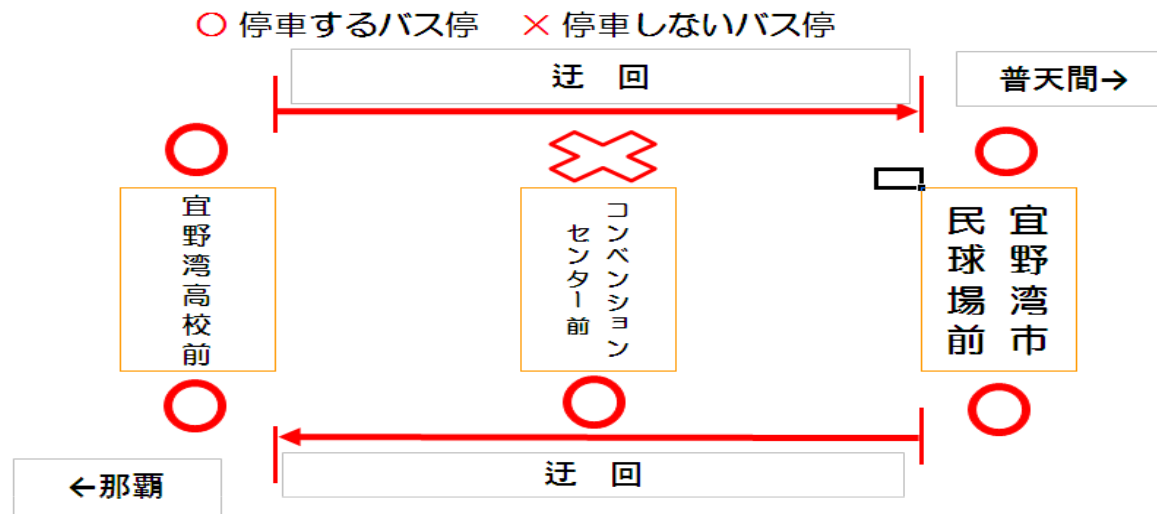 ○ 停車するバス停 × 停車しないバス停
迂 回
普天間→
宜野湾高校前
コンベンション
センター前
宜野湾市
民球場前
←那覇
迂 回